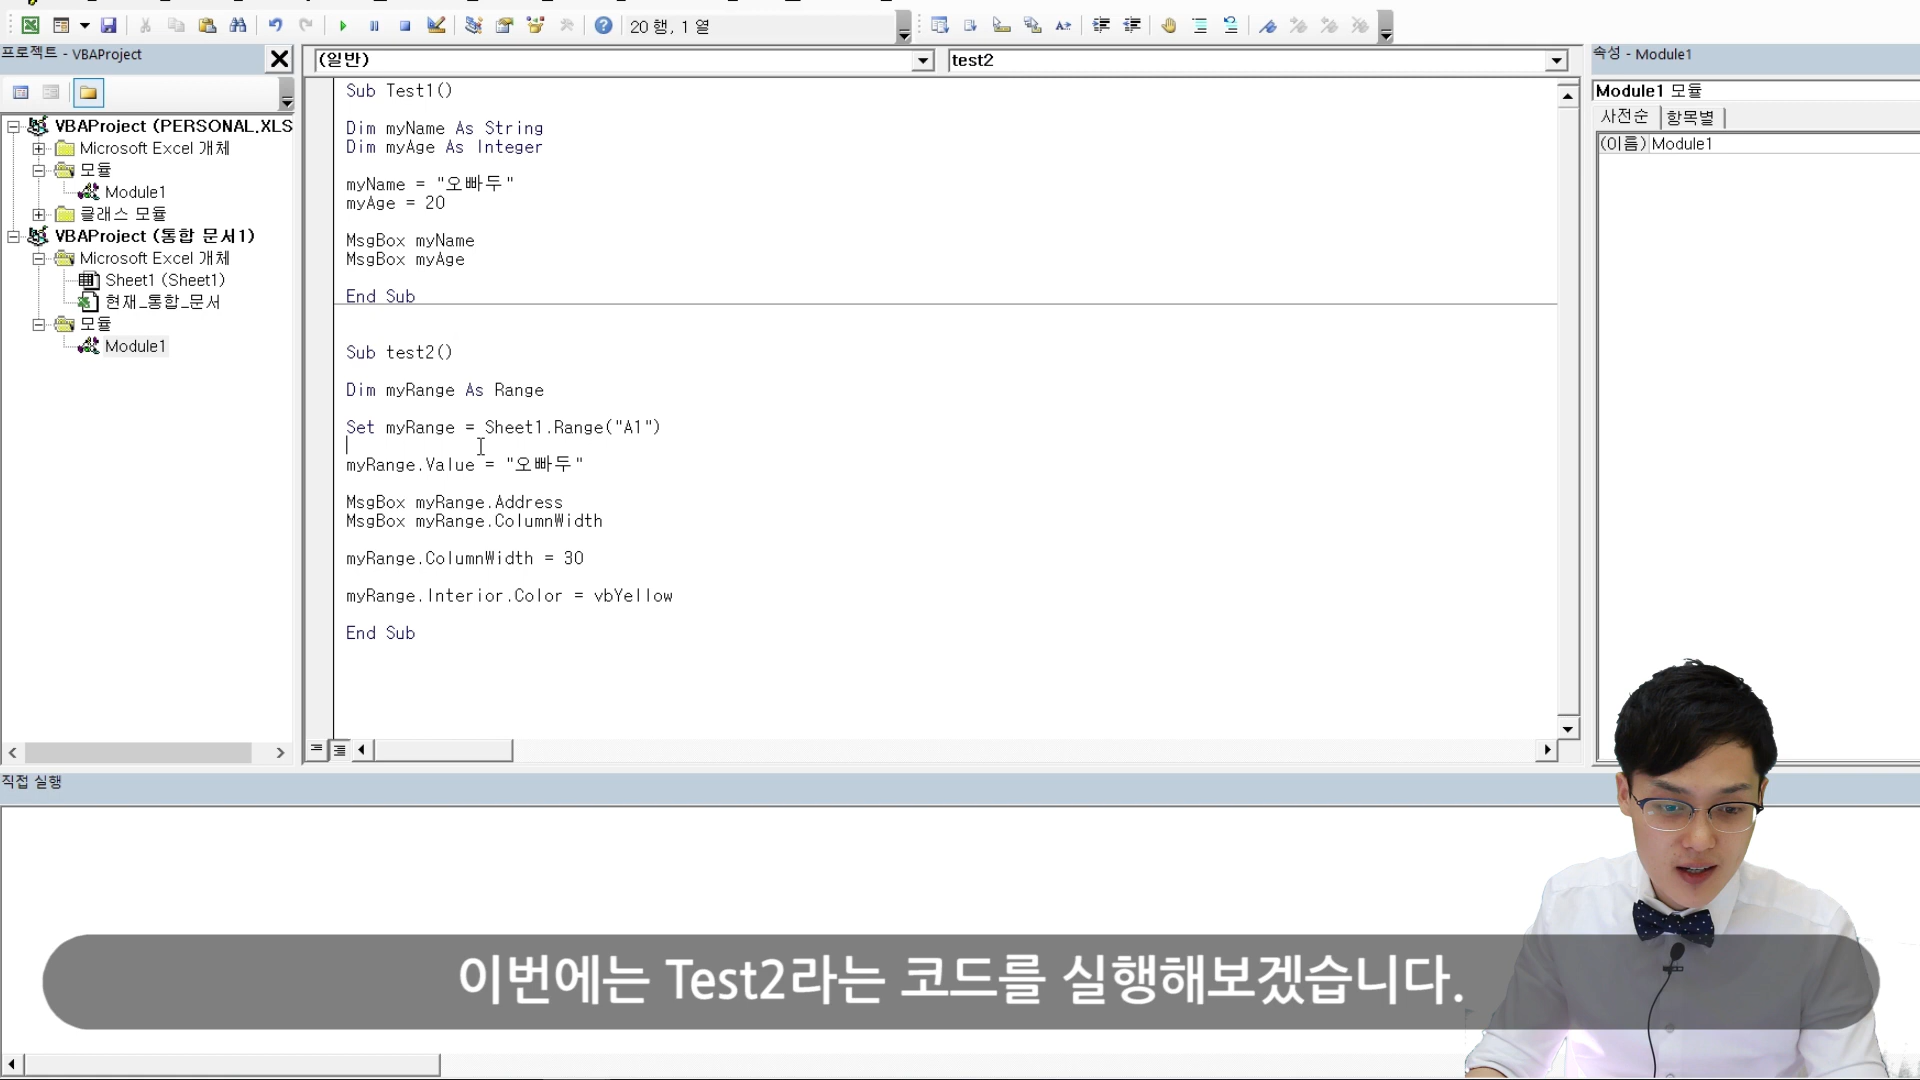 20 행, 1 열
프로젝트 - VBAProject
VBAProject (PERSONAL.XLS
Microsoft Excel 개체
모듈
Module1
클래스 모듈
VBAProject (통합 문서1)
Microsoft Excel 개체
Sheet1 (Sheet1)
현재_통합_문서
모듈
Module1
(일반)
test2
Sub Test1()
Dim myName As String
Dim myAge As Integer
myName = "오빠두"
myAge = 20
MsgBox myName
MsgBox myAge
End Sub
Sub test2()
Dim myRange As Range
Set myRange = Sheet1.Range("A1")
myRange.Value = "오빠두"
MsgBox myRange.Address
MsgBox myRange.ColumnWidth
myRange.ColumnWidth = 30
myRange.Interior.Color = vbYellow
End Sub
속성 - Module1
Module1 모듈
사전순 항목별
(이름) Module1
직접 실행
이번에는 Test2라는 코드를 실행해보겠습니다.